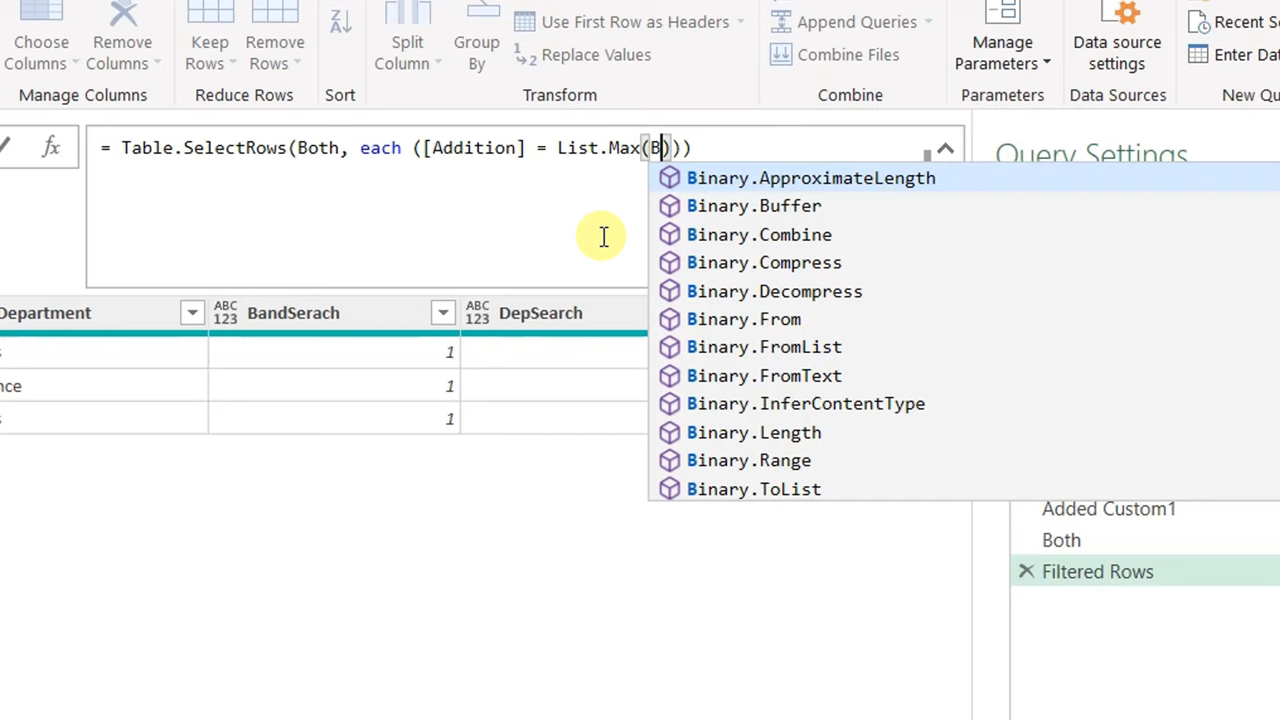 Choose Columns
Remove Columns
Keep Rows
Remove Rows
Split Column
Group By
Use First Row as Headers
Replace Values
Append Queries
Combine Files
Manage Parameters
Data source settings
Recent
Enter
Manage Columns
Reduce Rows
Sort
Transform
Combine
Parameters
Data Sources
New
fx
= Table.SelectRows(Both, each ([Addition] = List.Max(B)))
Query Settings
Binary.ApproximateLength
Binary.Buffer
Binary.Combine
Binary.Compress
Binary.Decompress
Binary.From
Binary.FromList
Binary.FromText
Binary.InferContentType
Binary.Length
Binary.Range
Binary.ToList
Department
ABC 123 BandSerach
ABC 123 DepSearch
1
1
1
Added Custom1
Both
Filtered Rows